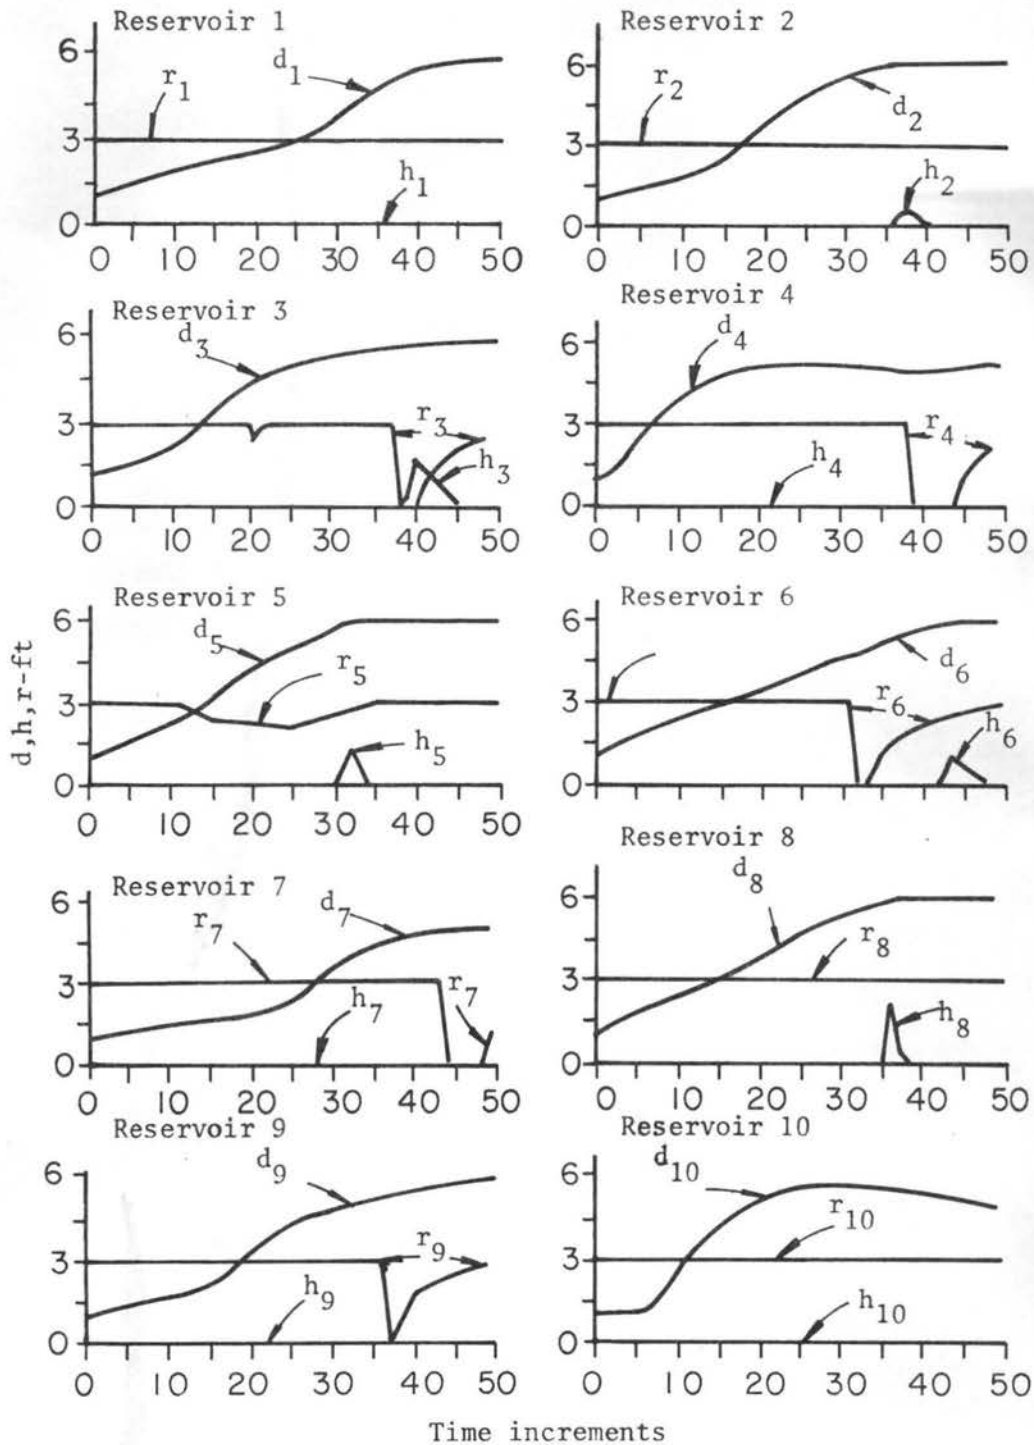 Reservoir 1
6
3
0
r1
d1
h1
0 10 20 30 40 50
Reservoir 2
6
3
0
r2
d2
h2
0 10 20 30 40 50
Reservoir 3
6
3
0
d3
r3
h3
0 10 20 30 40 50
Reservoir 4
6
3
0
d4
r4
h4
0 10 20 30 40 50
d,h,r-ft
Reservoir 5
6
3
0
d5
r5
h5
0 10 20 30 40 50
Reservoir 6
6
3
0
d6
r6
h6
0 10 20 30 40 50
Reservoir 7
6
3
0
r7
d7
h7
r7
0 10 20 30 40 50
Reservoir 8
6
3
0
d8
r8
h8
0 10 20 30 40 50
Reservoir 9
6
3
0
d9
r9
h9
0 10 20 30 40 50
Reservoir 10
6
3
0
d10
r10
h10
0 10 20 30 40 50
Time increments